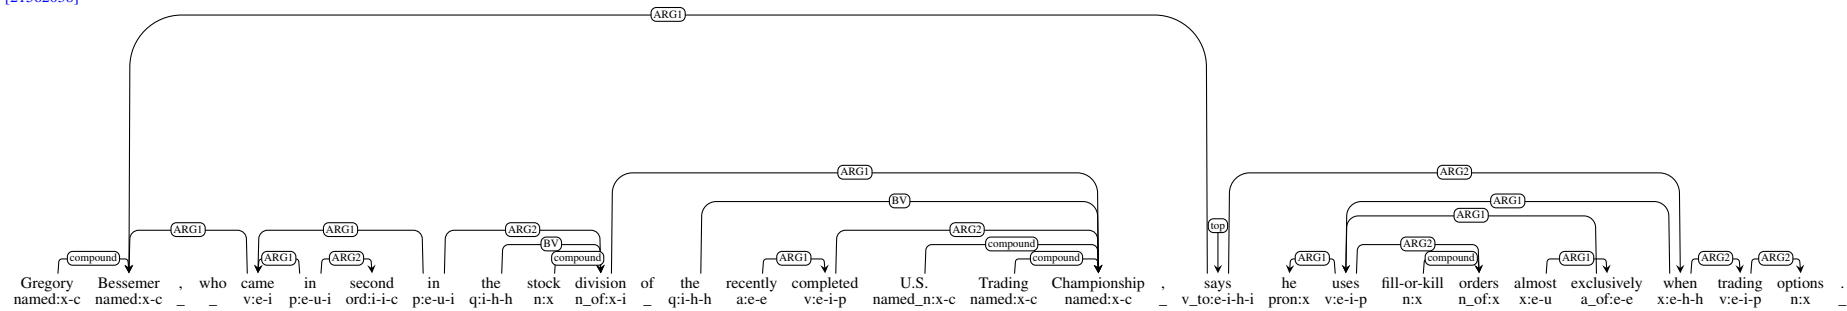 [21302030]
ARG1
ARG1 ARG2
BV ARG1
ARG1
top
ARG1 ARG1 ARG2 ARG2
BV compound ARG2
compound ARG1 ARG2 compound ARG1 compound ARG1 compound ARG1 ARG2 ARG2
Gregory Bessemer , who came in second in the stock division of the recently completed U.S. Trading Championship , says he uses fill-or-kill orders almost exclusively when trading options .
named:x-c named:x-c _ _ v:e-i p:e-u-i ord:i-i-c p:e-u-i q:i-h-h n:x n_of:x-i _ q:i-h-h a:e-e v:e-i-p named_n:x-c named:x-c named:x-c _ v_to:e-i-h-i pron:x v:e-i-p n:x n_of:x x:e-u a_of:e-e x:e-h-h v:e-i-p n:x _